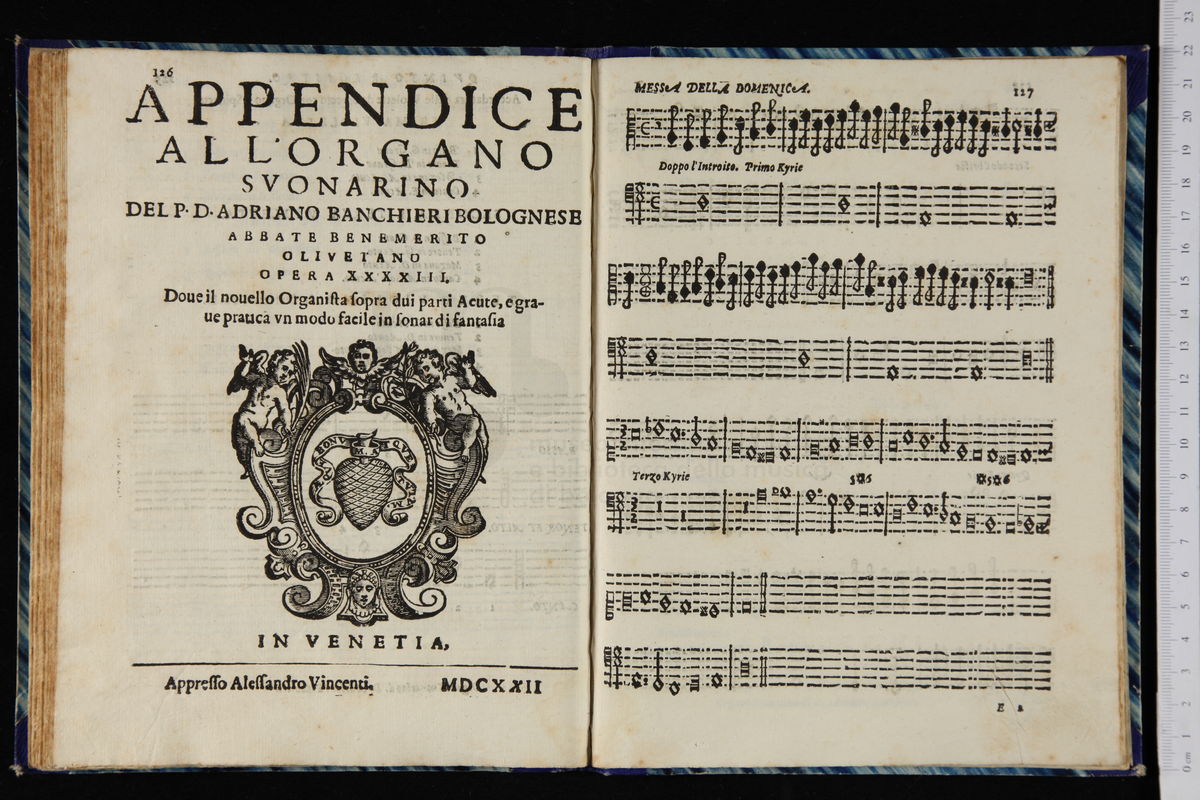 126
APPENDICE
ALL'ORGANO
SVONARINO
DEL P. D. ADRIANO BANCHIERI BOLOGNESE
ABBATE BENEMERITO
OLIVETANO
OPERA XXXXIII.
Doue il nouello Organiſta ſopra dui parti Acute, e gra-
ue pratica vn modo facile in ſonar di fantaſia
IN VENETIA,
Appreſſo Aleſſandro Vincenti. MDCXXII
MESSA DELLA DOMENICA. 127
Doppo l'Introito. Primo Kyrie
Terzo Kyrie
E 2